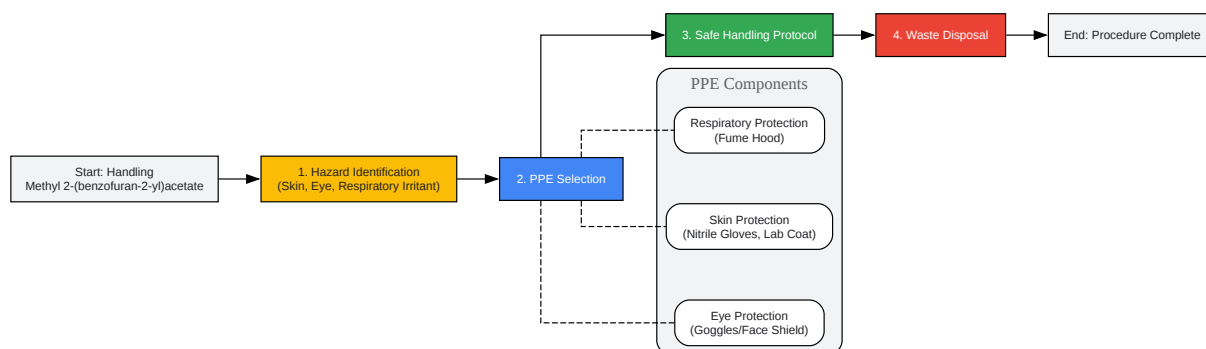 Start: Handling
Methyl 2-(benzofuran-2-yl)acetate
1. Hazard Identification
(Skin, Eye, Respiratory Irritant)
2. PPE Selection
3. Safe Handling Protocol
4. Waste Disposal
End: Procedure Complete
PPE Components
Respiratory Protection
(Fume Hood)
Skin Protection
(Nitrile Gloves, Lab Coat)
Eye Protection
(Goggles/Face Shield)